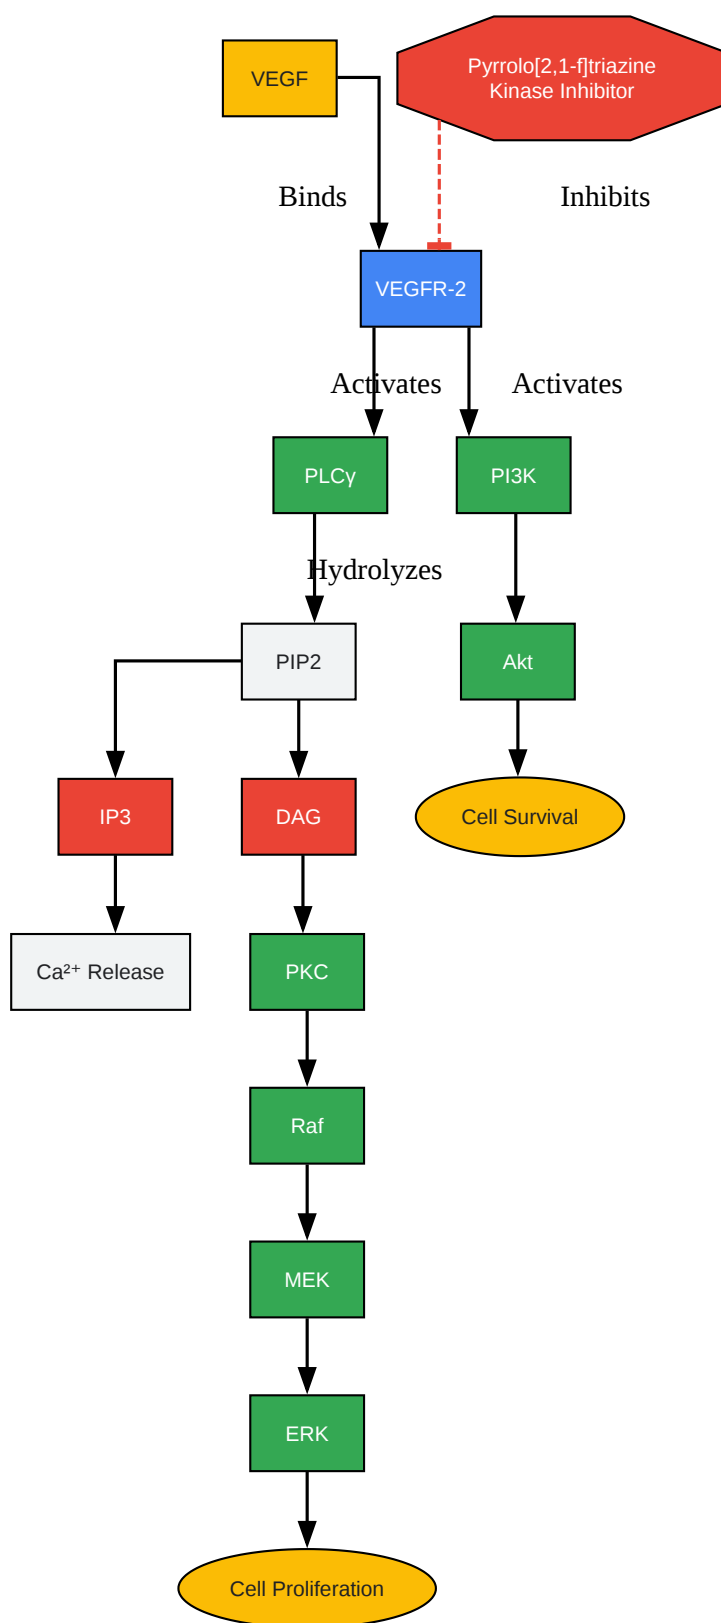 VEGF
Pyrrolo[2,1-f]triazine
Kinase Inhibitor
Binds
Inhibits
VEGFR-2
Activates
Activates
PLCγ
PI3K
Hydrolyzes
PIP2
Akt
IP3
DAG
Cell Survival
Ca²⁺ Release
PKC
Raf
MEK
ERK
Cell Proliferation